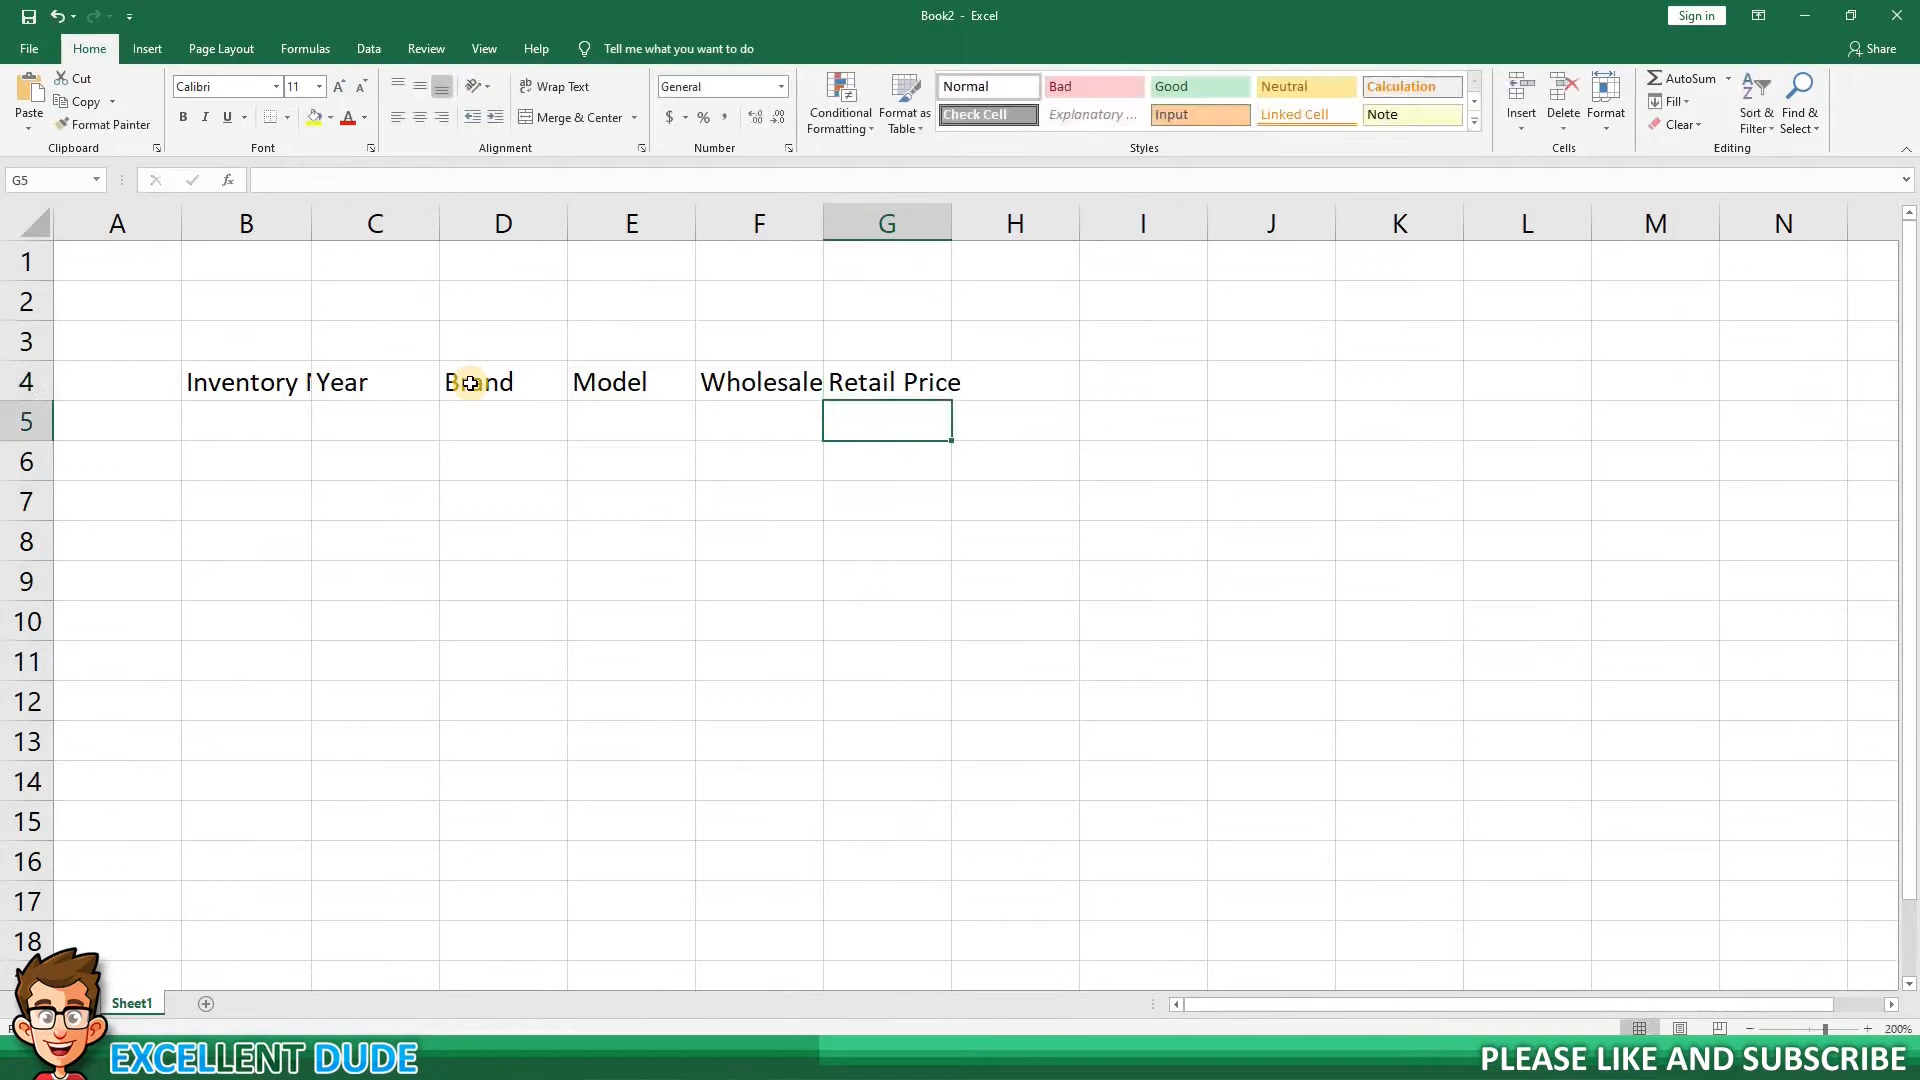 Book2 - Excel
Sign in
File Home Insert Page Layout Formulas Data Review View Help Tell me what you want to do
Share
Paste
Cut
Copy
Format Painter
Clipboard
Calibri 11
B I U
Font
Wrap Text
Merge & Center
Alignment
General
$ % ,
Number
Conditional Formatting
Format as Table
Normal Bad Good Neutral Calculation
Check Cell Explanatory ... Input Linked Cell Note
Styles
Insert Delete Format
Cells
AutoSum
Fill
Clear
Sort & Filter
Find & Select
Editing
G5
fx
A B C D E F G H I J K L M N
1
2
3
4 Inventory Year Brand Model Wholesale Retail Price
5
6
7
8
9
10
11
12
13
14
15
16
17
18
Sheet1
200%
EXCELLENT DUDE
PLEASE LIKE AND SUBSCRIBE